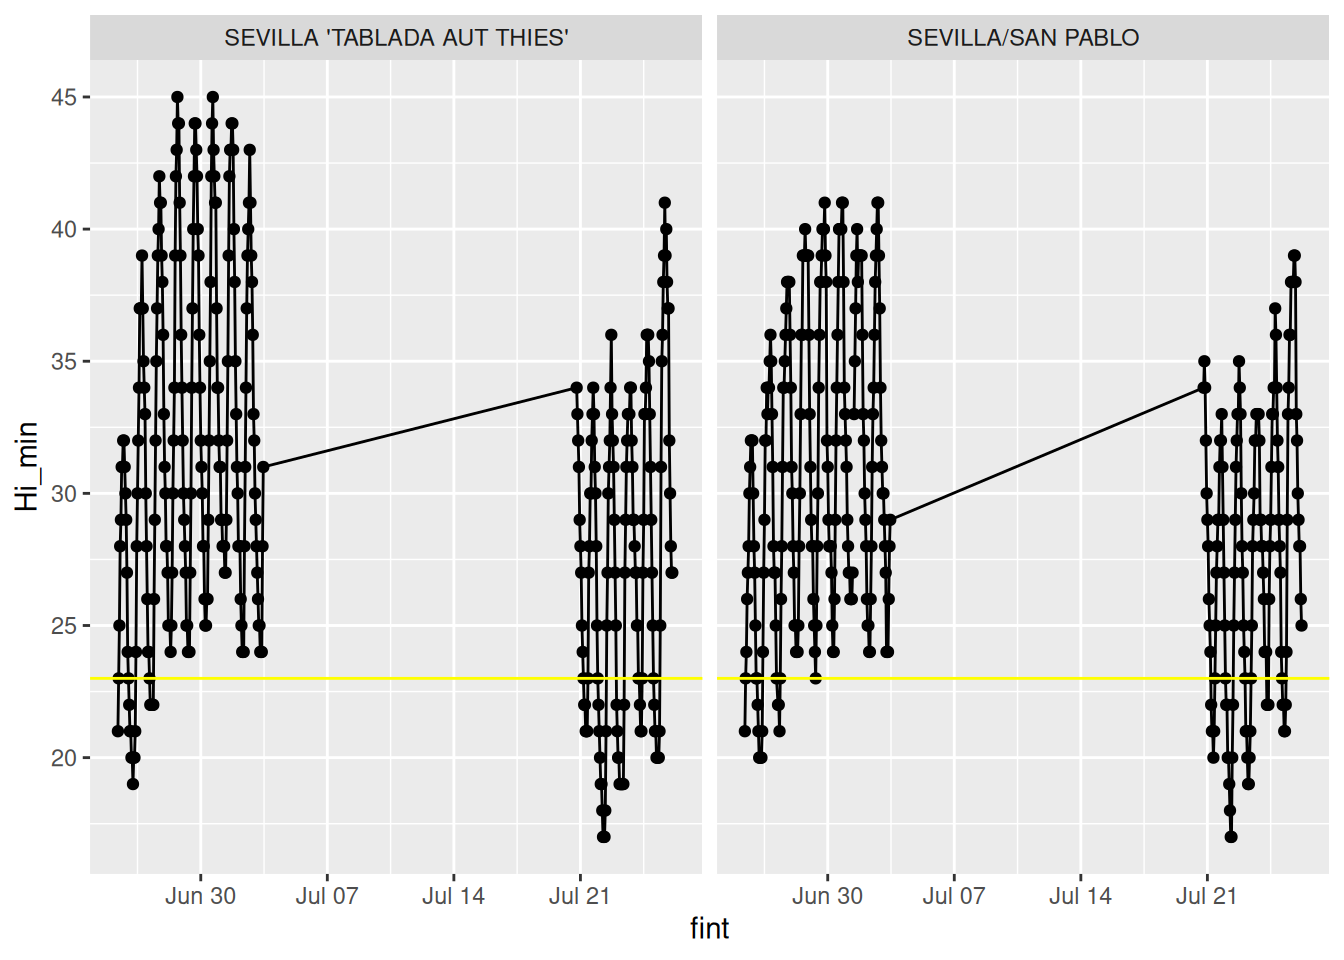 SEVILLA 'TABLADA AUT THIES'
SEVILLA/SAN PABLO
45
40
35
30
25
20
Hi_min
Jun 30
Jul 07
Jul 14
Jul 21
Jun 30
Jul 07
Jul 14
Jul 21
fint